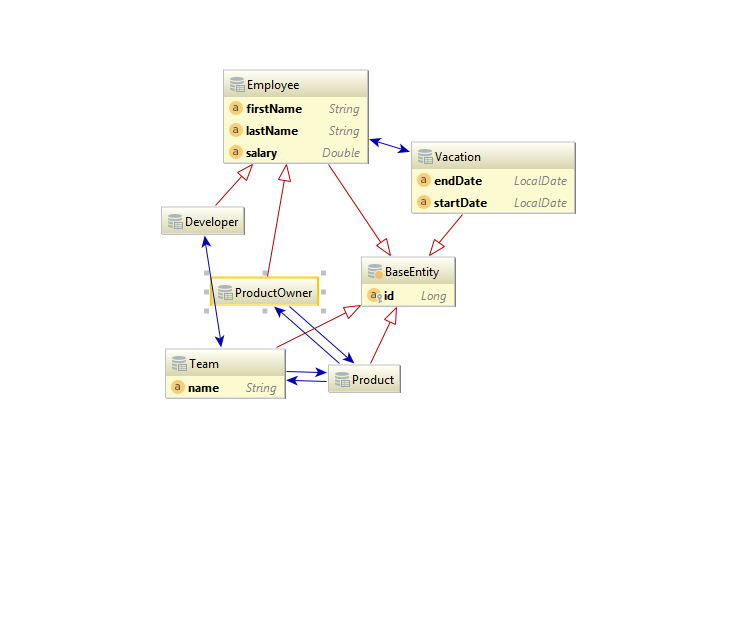 Employee
a firstName String
a lastName String
a salary Double
Vacation
a endDate LocalDate
a startDate LocalDate
Developer
BaseEntity
a id Long
ProductOwner
Team
a name String
Product